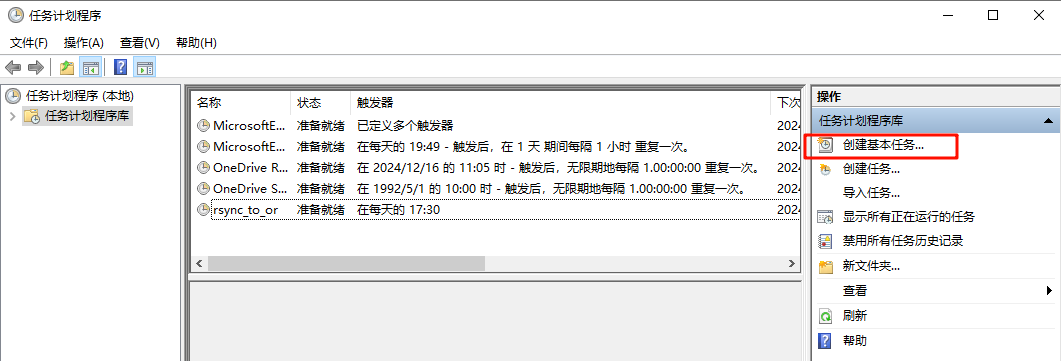 任务计划程序
文件(F) 操作(A) 查看(V) 帮助(H)
任务计划程序 (本地)
任务计划程序库
名称 状态 触发器 下次
MicrosoftE... 准备就绪 已定义多个触发器 2024
MicrosoftE... 准备就绪 在每天的 19:49 - 触发后，在 1 天 期间每隔 1 小时 重复一次。 2024
OneDrive R... 准备就绪 在 2024/12/16 的 11:05 时 - 触发后，无限期地每隔 1.00:00:00 重复一次。 2024
OneDrive S... 准备就绪 在 1992/5/1 的 10:00 时 - 触发后，无限期地每隔 1.00:00:00 重复一次。 2024
rsync_to_or 准备就绪 在每天的 17:30 2024
操作
任务计划程序库
创建基本任务...
创建任务...
导入任务...
显示所有正在运行的任务
禁用所有任务历史记录
新文件夹...
查看
刷新
帮助